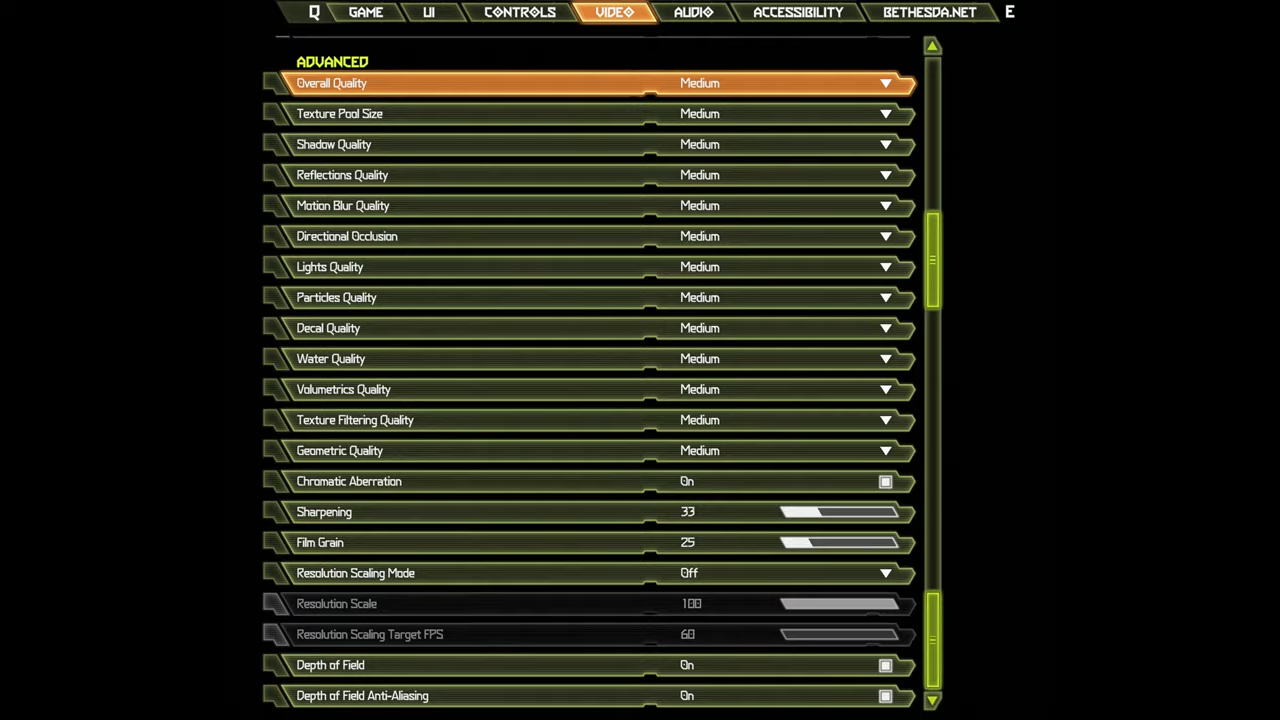 Q GAME UI CONTROLS VIDEO AUDIO ACCESSIBILITY BETHESDA.NET E
ADVANCED
Overall Quality Medium
Texture Pool Size Medium
Shadow Quality Medium
Reflections Quality Medium
Motion Blur Quality Medium
Directional Occlusion Medium
Lights Quality Medium
Particles Quality Medium
Decal Quality Medium
Water Quality Medium
Volumetrics Quality Medium
Texture Filtering Quality Medium
Geometric Quality Medium
Chromatic Aberration On
Sharpening 33
Film Grain 25
Resolution Scaling Mode Off
Resolution Scale 100
Resolution Scaling Target FPS 60
Depth of Field On
Depth of Field Anti-Aliasing On